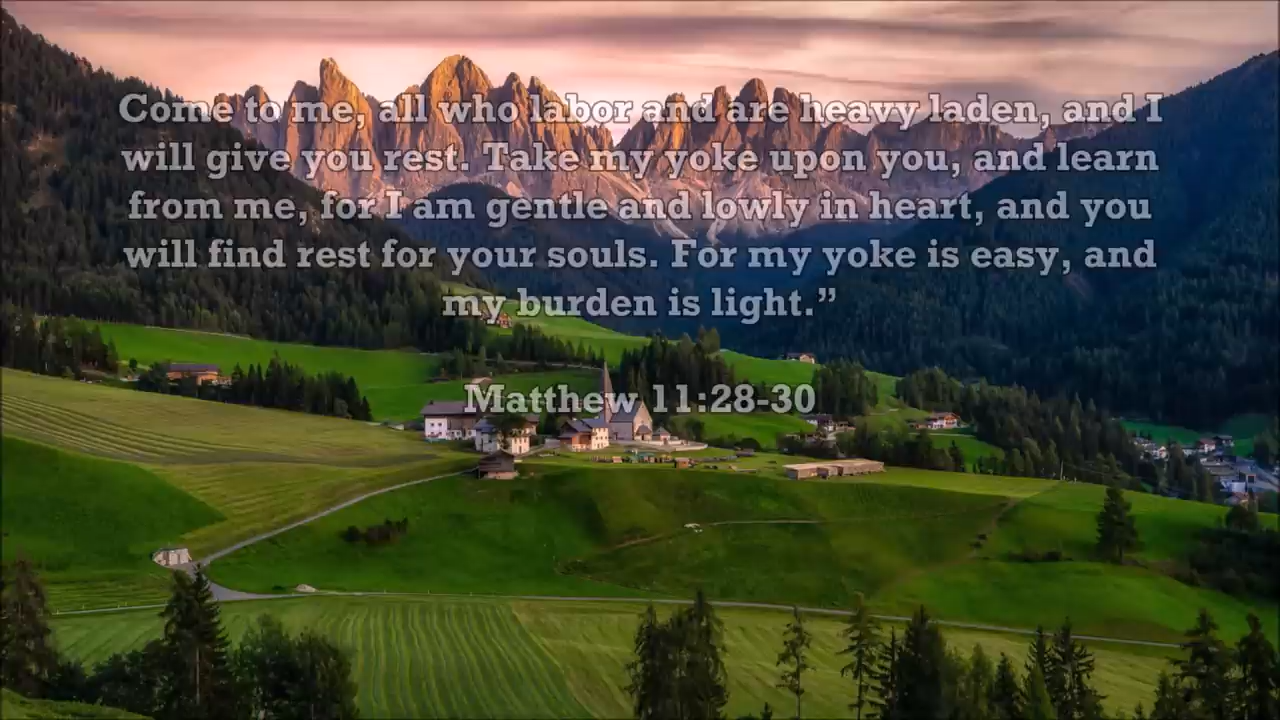 Come to me, all who labor and are heavy laden, and I
will give you rest. Take my yoke upon you, and learn
from me, for I am gentle and lowly in heart, and you
will find rest for your souls. For my yoke is easy, and
my burden is light.”
Matthew 11:28-30